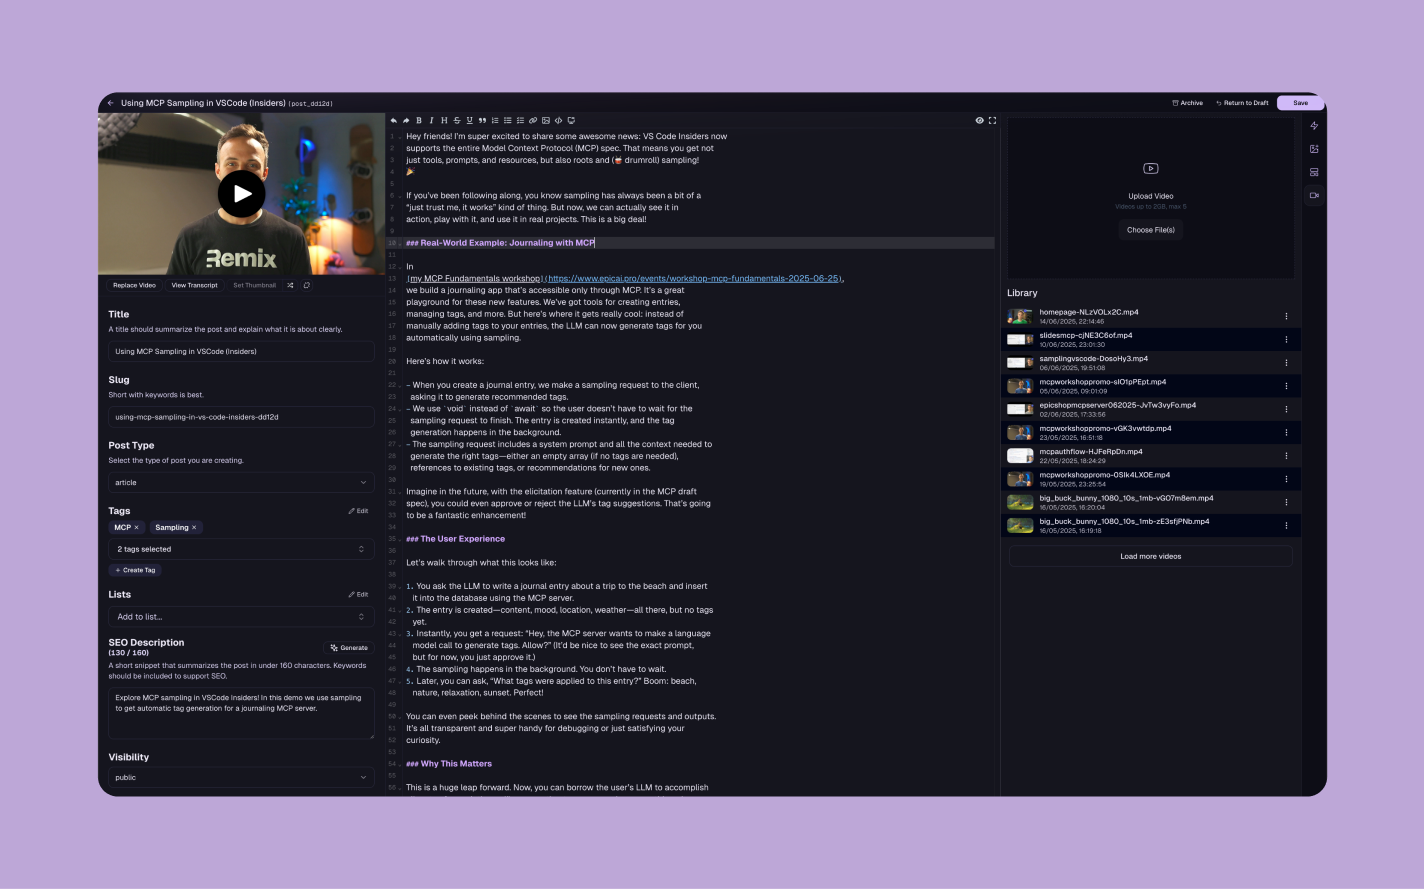 Using MCP Sampling in VSCode (Insiders) (post_ddi2d)
Archive
Return to Draft
Save
Remix
Replace Video
View Transcript
Set Thumbnail
Title
A title should summarize the post and explain what it is about clearly.
Using MCP Sampling in VSCode (Insiders)
Slug
Short with keywords is best.
using-mcp-sampling-in-vs-code-insiders-dd12d
Post Type
Select the type of post you are creating.
article
Tags
Edit
MCP ×
Sampling ×
2 tags selected
+ Create Tag
Lists
Edit
Add to list...
SEO Description
(130 / 160)
Generate
A short snippet that summarizes the post in under 160 characters. Keywords
should be included to support SEO.
Explore MCP sampling in VSCode Insiders! In this demo we use sampling
to get automatic tag generation for a journaling MCP server.
Visibility
public
B I H S U
1 Hey friends! I'm super excited to share some awesome news: VS Code Insiders now
2 supports the entire Model Context Protocol (MCP) spec. That means you get not
3 just tools, prompts, and resources, but also roots and (🥁 drumroll) sampling!
4 🎉
5
6 If you've been following along, you know sampling has always been a bit of a
7 "just trust me, it works" kind of thing. But now, we can actually see it in
8 action, play with it, and use it in real projects. This is a big deal!
9
10 ### Real-World Example: Journaling with MCP
11
12 In
13 [my MCP Fundamentals workshop](https://www.epicai.pro/events/workshop-mcp-fundamentals-2025-06-25),
14 we build a journaling app that's accessible only through MCP. It's a great
15 playground for these new features. We've got tools for creating entries,
16 managing tags, and more. But here's where it gets really cool: instead of
17 manually adding tags to your entries, the LLM can now generate tags for you
18 automatically using sampling.
19
20 Here's how it works:
21
22 – When you create a journal entry, we make a sampling request to the client,
23 asking it to generate recommended tags.
24 – We use `void` instead of `await` so the user doesn't have to wait for the
25 sampling request to finish. The entry is created instantly, and the tag
26 generation happens in the background.
27 – The sampling request includes a system prompt and all the context needed to
28 generate the right tags—either an empty array (if no tags are needed),
29 references to existing tags, or recommendations for new ones.
30
31 Imagine in the future, with the elicitation feature (currently in the MCP draft
32 spec), you could even approve or reject the LLM's tag suggestions. That's going
33 to be a fantastic enhancement!
34
35 ### The User Experience
36
37 Let's walk through what this looks like:
38
39 1. You ask the LLM to write a journal entry about a trip to the beach and insert
40 it into the database using the MCP server.
41 2. The entry is created—content, mood, location, weather—all there, but no tags
42 yet.
43 3. Instantly, you get a request: "Hey, the MCP server wants to make a language
44 model call to generate tags. Allow?" (It'd be nice to see the exact prompt,
45 but for now, you just approve it.)
46 4. The sampling happens in the background. You don't have to wait.
47 5. Later, you can ask, "What tags were applied to this entry?" Boom: beach,
48 nature, relaxation, sunset. Perfect!
49
50 You can even peek behind the scenes to see the sampling requests and outputs.
51 It's all transparent and super handy for debugging or just satisfying your
52 curiosity.
53
54 ### Why This Matters
55
56 This is a huge leap forward. Now, you can borrow the user's LLM to accomplish
Upload Video
Videos up to 2GB, max 5
Choose File(s)
Library
homepage-NLzVOLx2C.mp4
14/06/2025, 22:14:46
slidesmcp-cjNE3C6of.mp4
10/06/2025, 23:01:30
samplingvscode-DosoHy3.mp4
06/06/2025, 19:51:08
mcpworkshoppromo-sIO1pPEpt.mp4
05/06/2025, 09:01:09
epicshopmcpserver062025-JvTw3vyFo.mp4
02/06/2025, 17:33:56
mcpworkshoppromo-vGK3vwtdp.mp4
23/05/2025, 16:51:18
mcpauthflow-HJFeRpDn.mp4
22/05/2025, 18:24:29
mcpworkshoppromo-0SIk4LXOE.mp4
19/05/2025, 23:25:54
big_buck_bunny_1080_10s_1mb-vGO7m8em.mp4
16/05/2025, 16:20:04
big_buck_bunny_1080_10s_1mb-zE3sfjPNb.mp4
16/05/2025, 16:19:18
Load more videos